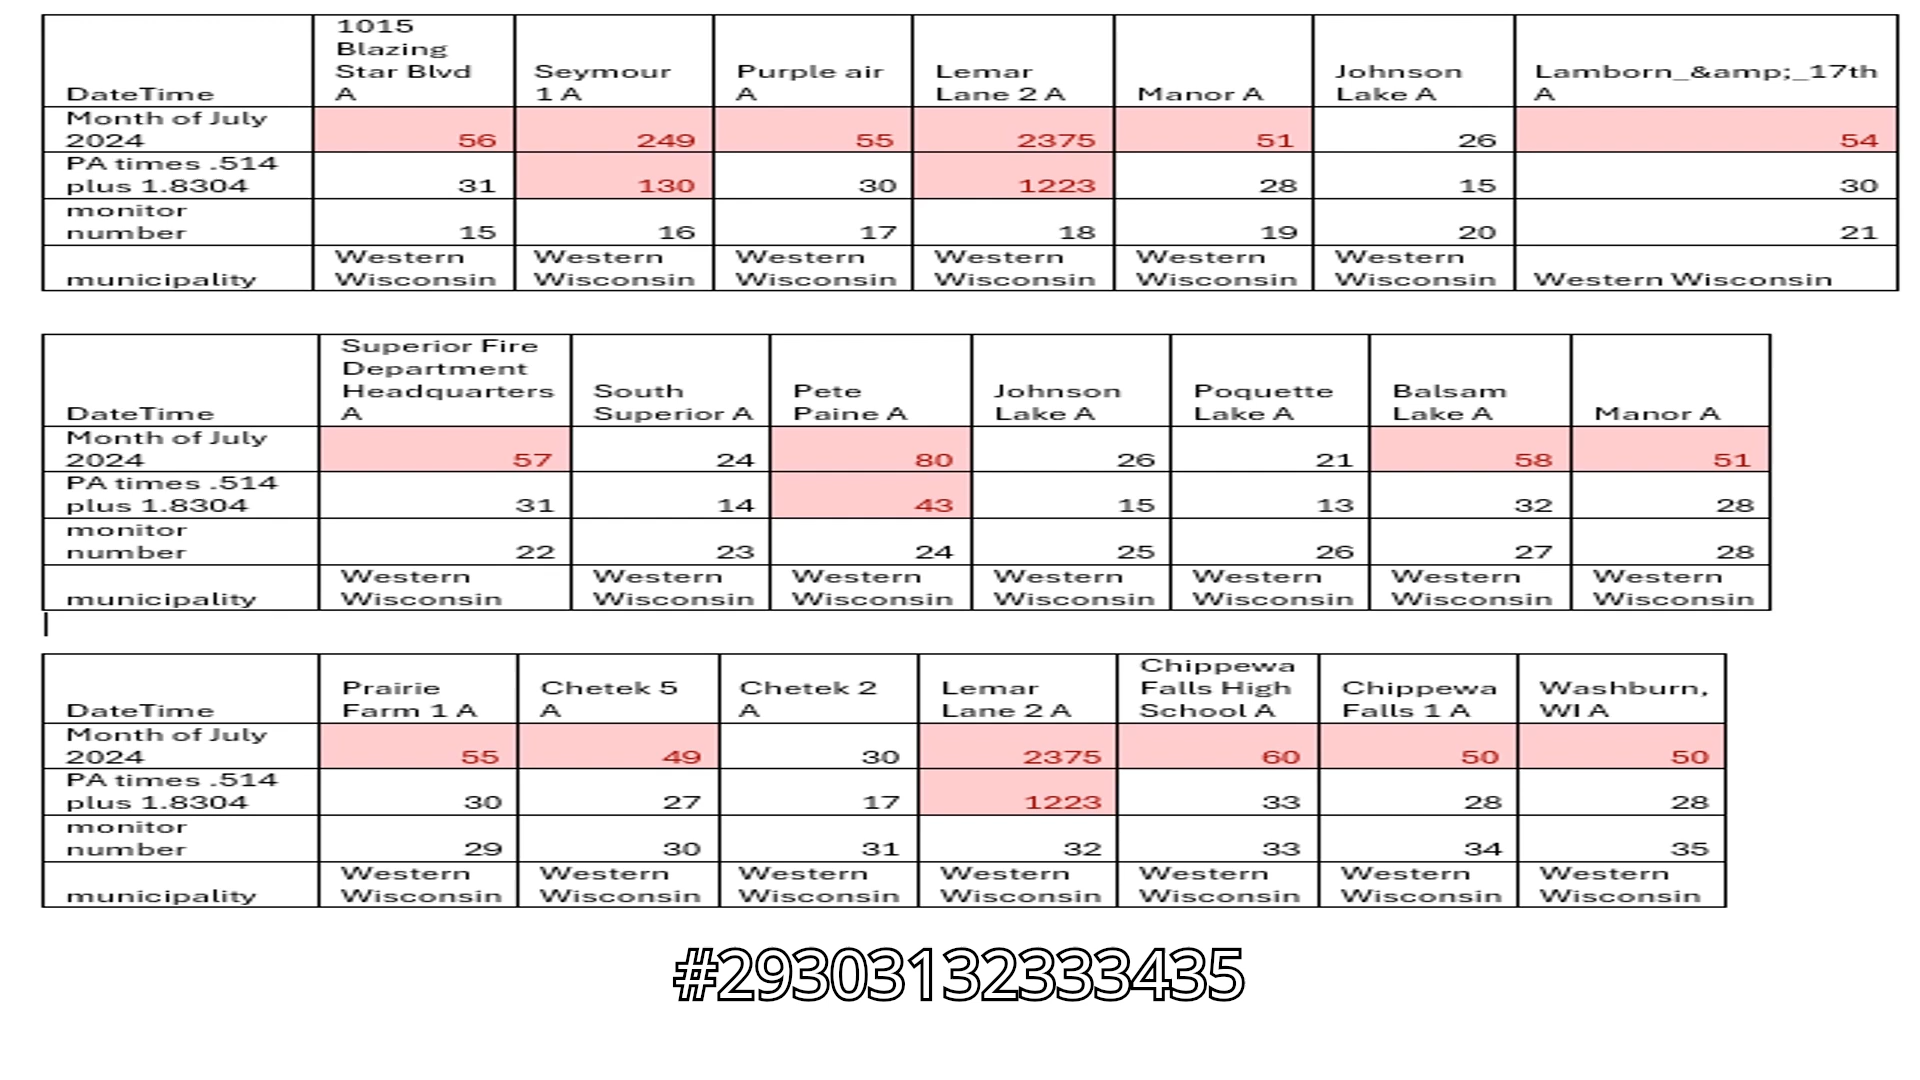 DateTime 1015 Blazing Star Blvd A Seymour 1 A Purple air A Lemar Lane 2 A Manor A Johnson Lake A Lamborn_&amp;_17th A
Month of July 2024 56 249 55 2375 51 26 54
PA times .514 plus 1.8304 31 130 30 1223 28 15 30
monitor number 15 16 17 18 19 20 21
municipality Western Wisconsin Western Wisconsin Western Wisconsin Western Wisconsin Western Wisconsin Western Wisconsin Western Wisconsin
DateTime Superior Fire Department Headquarters A South Superior A Pete Paine A Johnson Lake A Poquette Lake A Balsam Lake A Manor A
Month of July 2024 57 24 80 26 21 58 51
PA times .514 plus 1.8304 31 14 43 15 13 32 28
monitor number 22 23 24 25 26 27 28
municipality Western Wisconsin Western Wisconsin Western Wisconsin Western Wisconsin Western Wisconsin Western Wisconsin Western Wisconsin
DateTime Prairie Farm 1 A Chetek 5 A Chetek 2 A Lemar Lane 2 A Chippewa Falls High School A Chippewa Falls 1 A Washburn, WI A
Month of July 2024 55 49 30 2375 60 50 50
PA times .514 plus 1.8304 30 27 17 1223 33 28 28
monitor number 29 30 31 32 33 34 35
municipality Western Wisconsin Western Wisconsin Western Wisconsin Western Wisconsin Western Wisconsin Western Wisconsin Western Wisconsin
#29303132333435